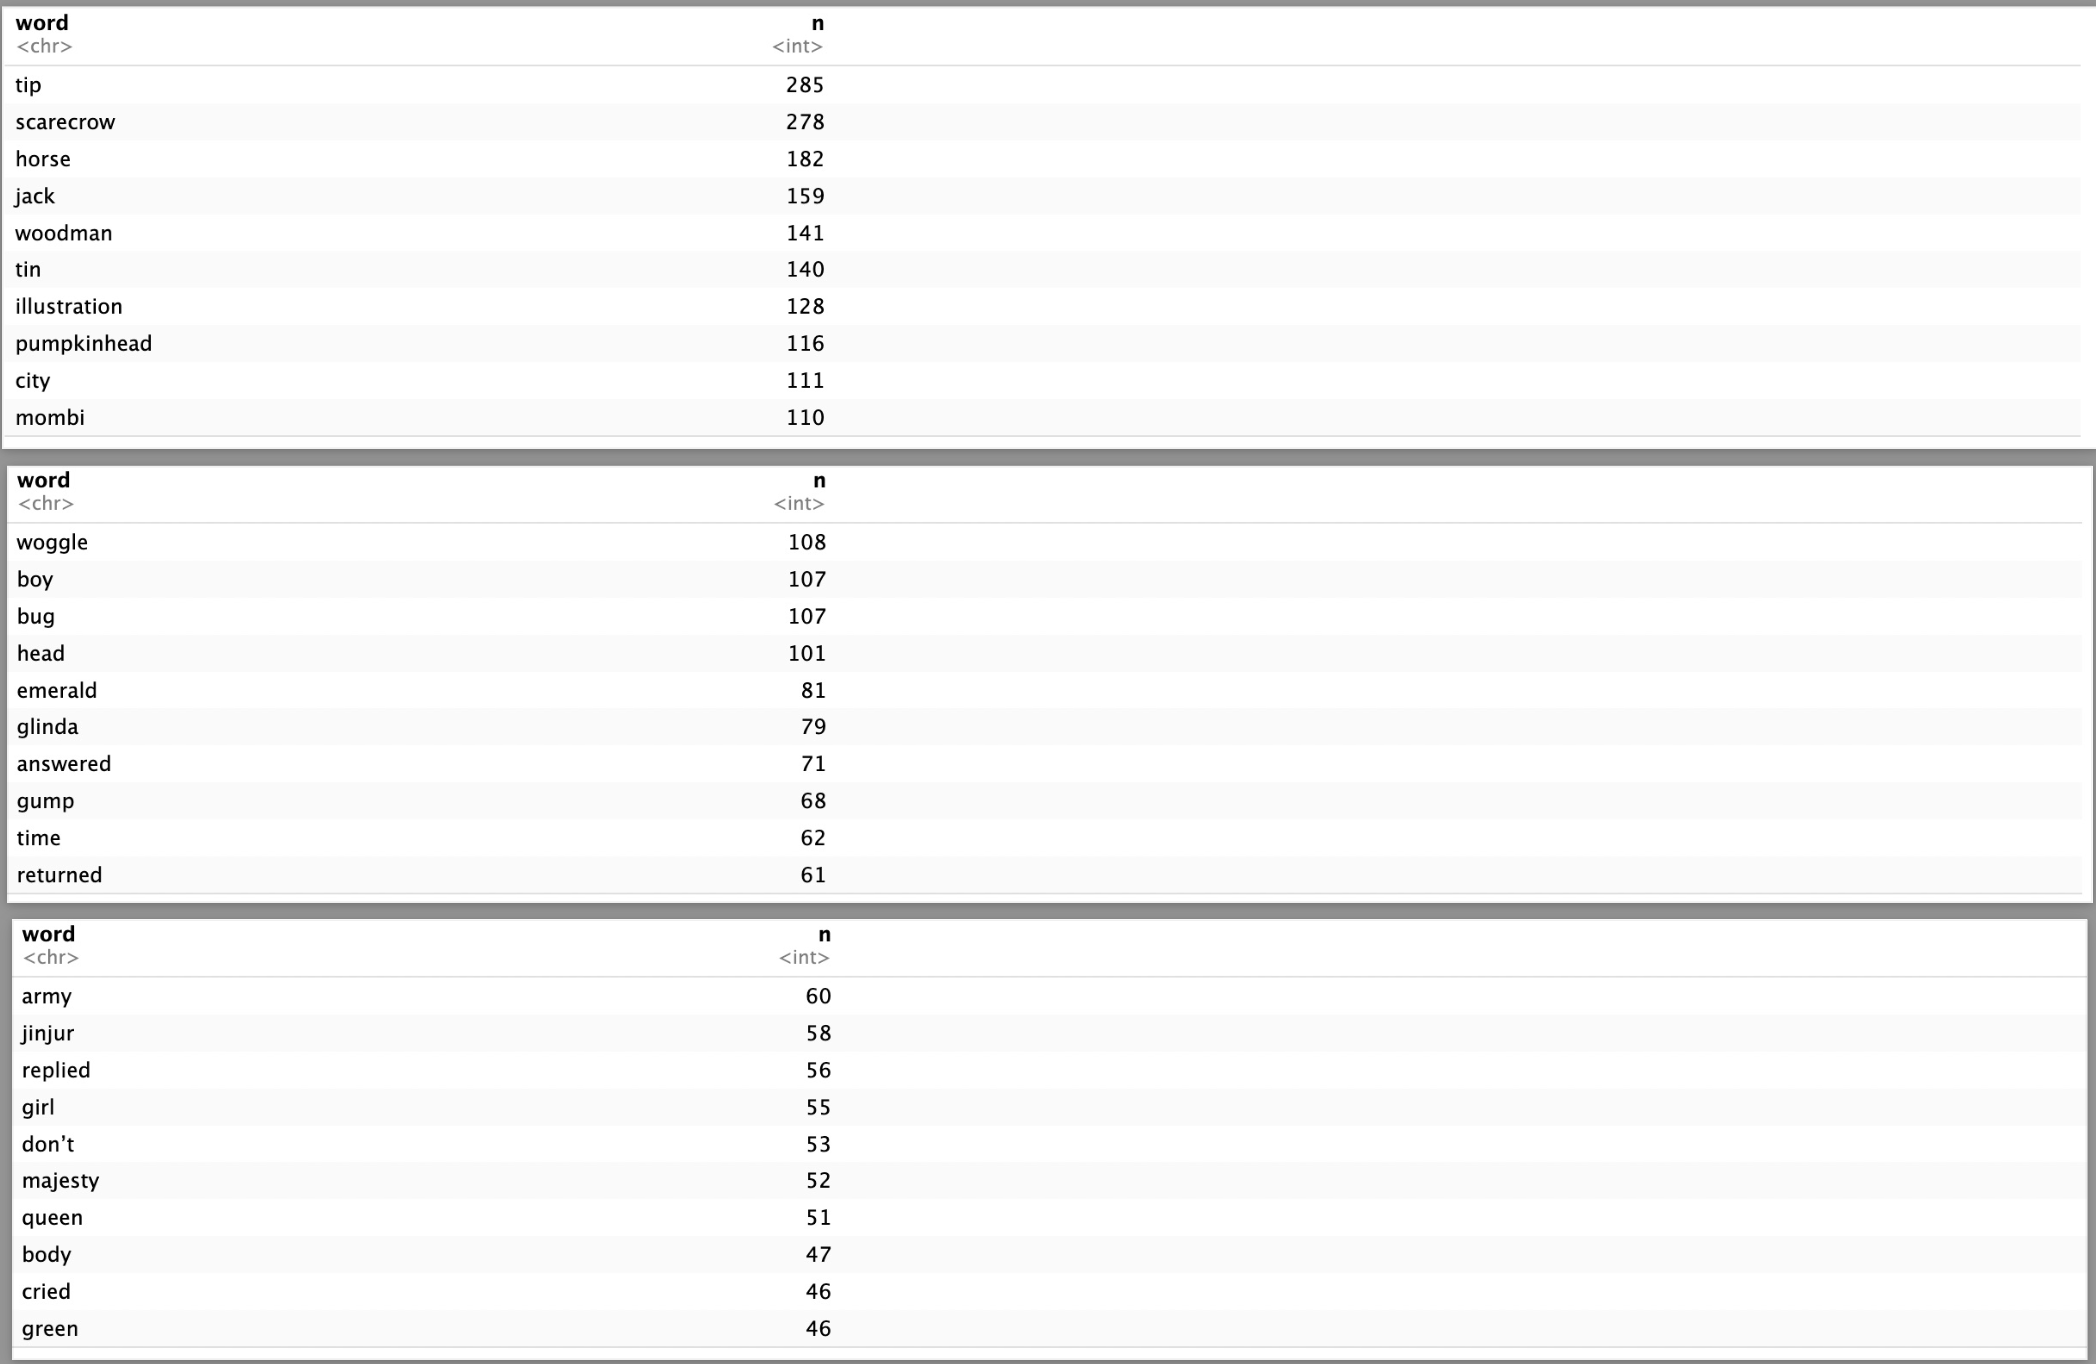 word n
<chr> <int>
tip 285
scarecrow 278
horse 182
jack 159
woodman 141
tin 140
illustration 128
pumpkinhead 116
city 111
mombi 110
word n
<chr> <int>
woggle 108
boy 107
bug 107
head 101
emerald 81
glinda 79
answered 71
gump 68
time 62
returned 61
word n
<chr> <int>
army 60
jinjur 58
replied 56
girl 55
don’t 53
majesty 52
queen 51
body 47
cried 46
green 46